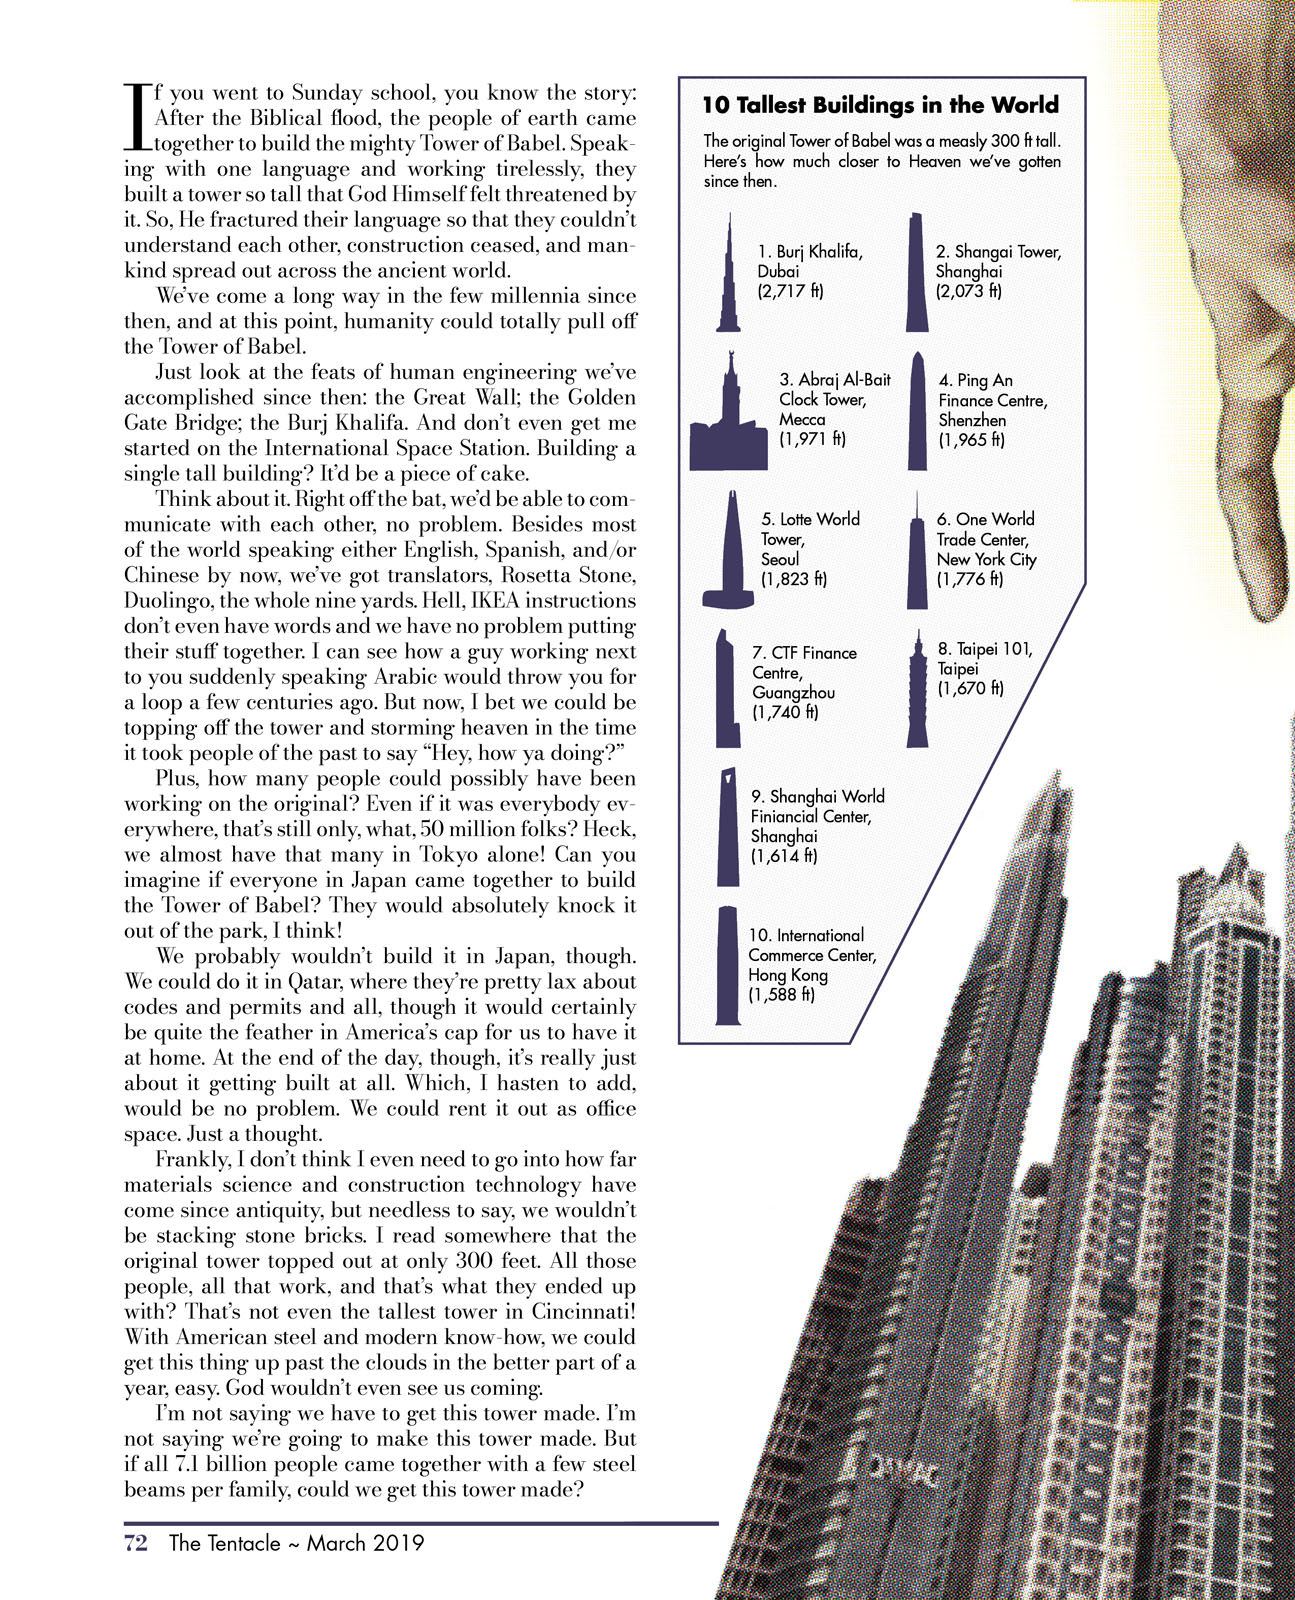 If you went to Sunday school, you know the story:
After the Biblical flood, the people of earth came
together to build the mighty Tower of Babel. Speak-
ing with one language and working tirelessly, they
built a tower so tall that God Himself felt threatened by
it. So, He fractured their language so that they couldn't
understand each other, construction ceased, and man-
kind spread out across the ancient world.
We've come a long way in the few millennia since
then, and at this point, humanity could totally pull off
the Tower of Babel.
Just look at the feats of human engineering we've
accomplished since then: the Great Wall; the Golden
Gate Bridge; the Burj Khalifa. And don't even get me
started on the International Space Station. Building a
single tall building? It'd be a piece of cake.
Think about it. Right off the bat, we'd be able to com-
municate with each other, no problem. Besides most
of the world speaking either English, Spanish, and/or
Chinese by now, we've got translators, Rosetta Stone,
Duolingo, the whole nine yards. Hell, IKEA instructions
don't even have words and we have no problem putting
their stuff together. I can see how a guy working next
to you suddenly speaking Arabic would throw you for
a loop a few centuries ago. But now, I bet we could be
topping off the tower and storming heaven in the time
it took people of the past to say "Hey, how ya doing?"
Plus, how many people could possibly have been
working on the original? Even if it was everybody ev-
erywhere, that's still only, what, 50 million folks? Heck,
we almost have that many in Tokyo alone! Can you
imagine if everyone in Japan came together to build
the Tower of Babel? They would absolutely knock it
out of the park, I think!
We probably wouldn't build it in Japan, though.
We could do it in Qatar, where they're pretty lax about
codes and permits and all, though it would certainly
be quite the feather in America's cap for us to have it
at home. At the end of the day, though, it's really just
about it getting built at all. Which, I hasten to add,
would be no problem. We could rent it out as office
space. Just a thought.
Frankly, I don't think I even need to go into how far
materials science and construction technology have
come since antiquity, but needless to say, we wouldn't
be stacking stone bricks. I read somewhere that the
original tower topped out at only 300 feet. All those
people, all that work, and that's what they ended up
with? That's not even the tallest tower in Cincinnati!
With American steel and modern know-how, we could
get this thing up past the clouds in the better part of a
year, easy. God wouldn't even see us coming.
I'm not saying we have to get this tower made. I'm
not saying we're going to make this tower made. But
if all 7.1 billion people came together with a few steel
beams per family, could we get this tower made?
10 Tallest Buildings in the World
The original Tower of Babel was a measly 300 ft tall.
Here's how much closer to Heaven we've gotten
since then.
1. Burj Khalifa,
Dubai
(2,717 ft)
2. Shangai Tower,
Shanghai
(2,073 ft)
3. Abraj Al-Bait
Clock Tower,
Mecca
(1,971 ft)
4. Ping An
Finance Centre,
Shenzhen
(1,965 ft)
5. Lotte World
Tower,
Seoul
(1,823 ft)
6. One World
Trade Center,
New York City
(1,776 ft)
7. CTF Finance
Centre,
Guangzhou
(1,740 ft)
8. Taipei 101,
Taipei
(1,670 ft)
9. Shanghai World
Finiancial Center,
Shanghai
(1,614 ft)
10. International
Commerce Center,
Hong Kong
(1,588 ft)
72 The Tentacle ~ March 2019